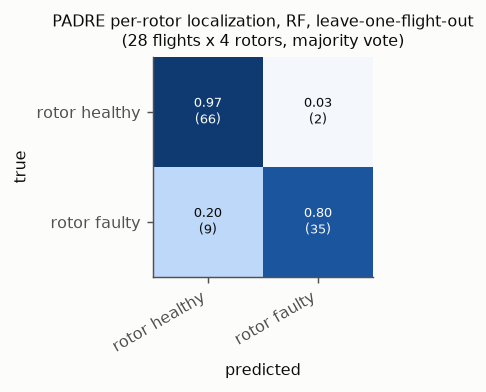 PADRE per-rotor localization, RF, leave-one-flight-out
(28 flights x 4 rotors, majority vote)
rotor healthy
0.97
(66)
0.03
(2)
true
rotor faulty
0.20
(9)
0.80
(35)
rotor healthy
rotor faulty
predicted